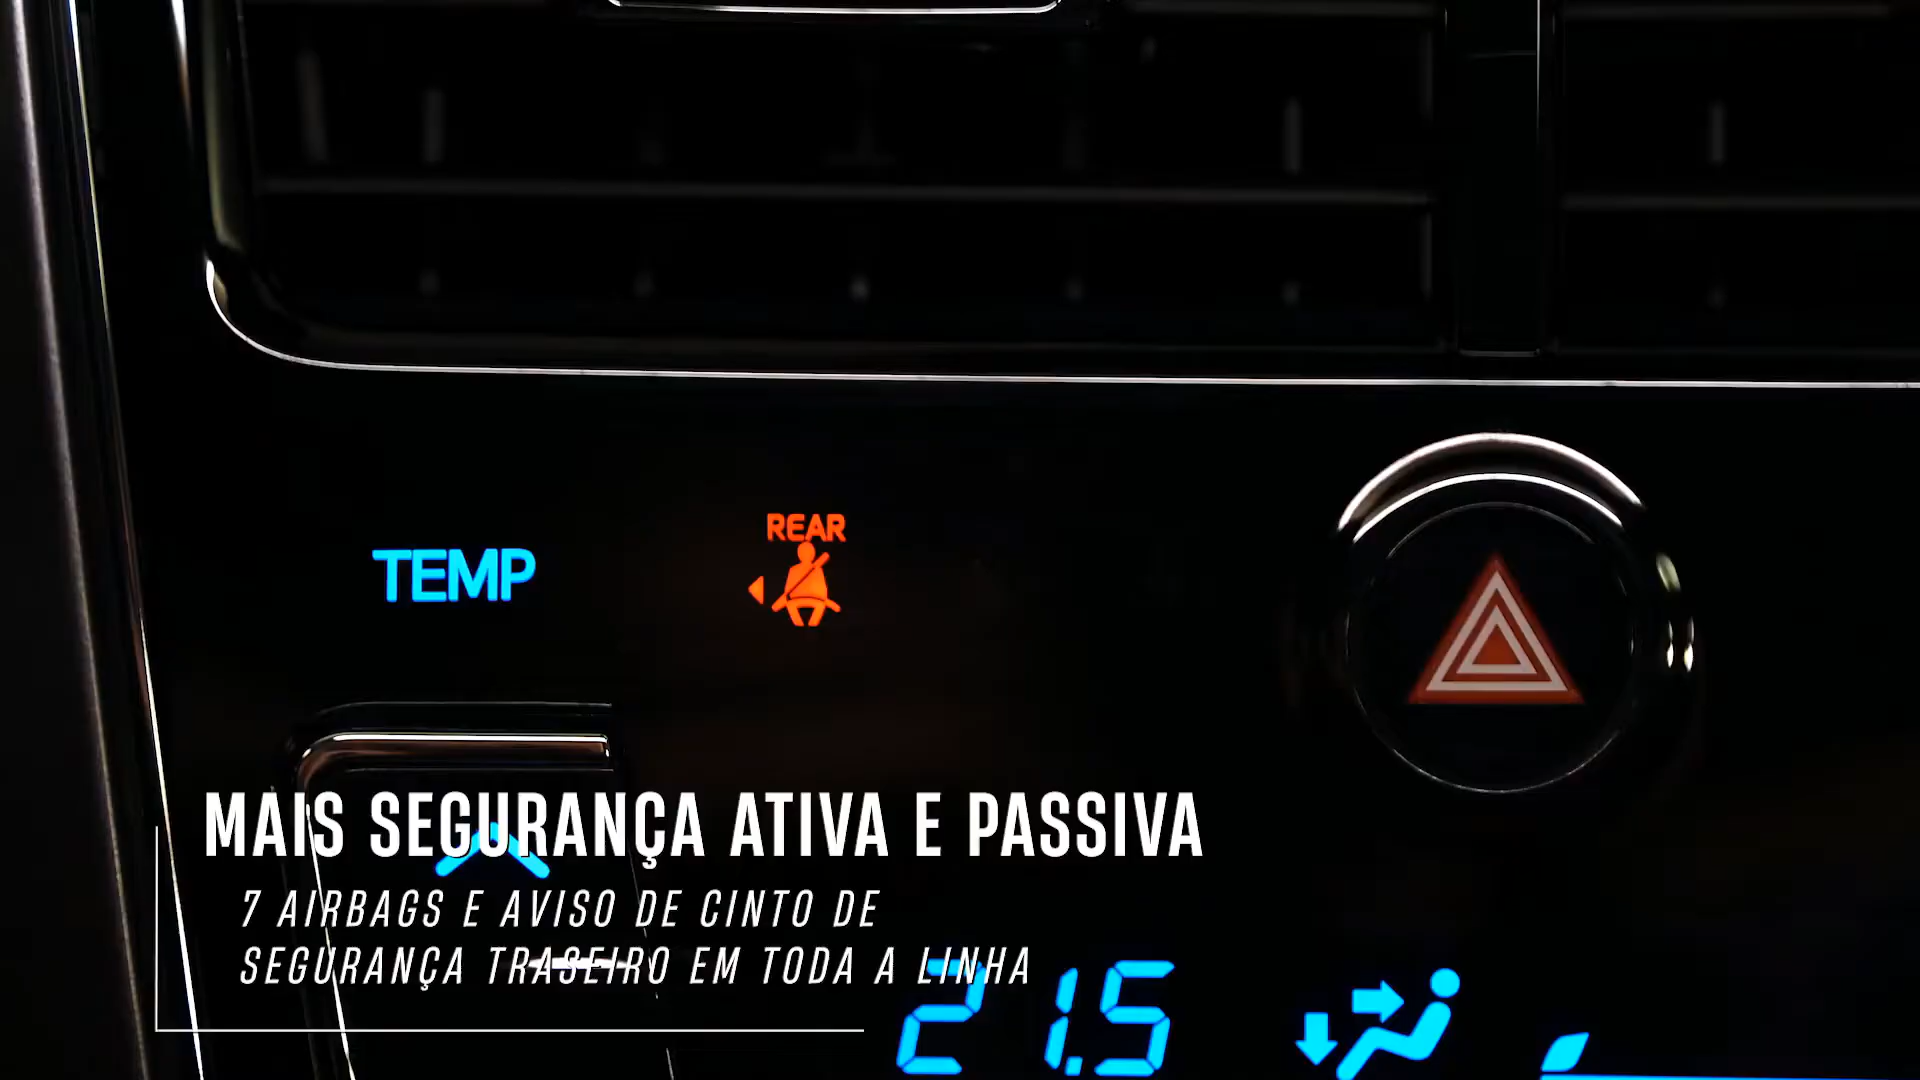 REAR
TEMP
MAIS SEGURANÇA ATIVA E PASSIVA
7 AIRBAGS E AVISO DE CINTO DE
SEGURANÇA TRASEIRO EM TODA A LINHA
21.5